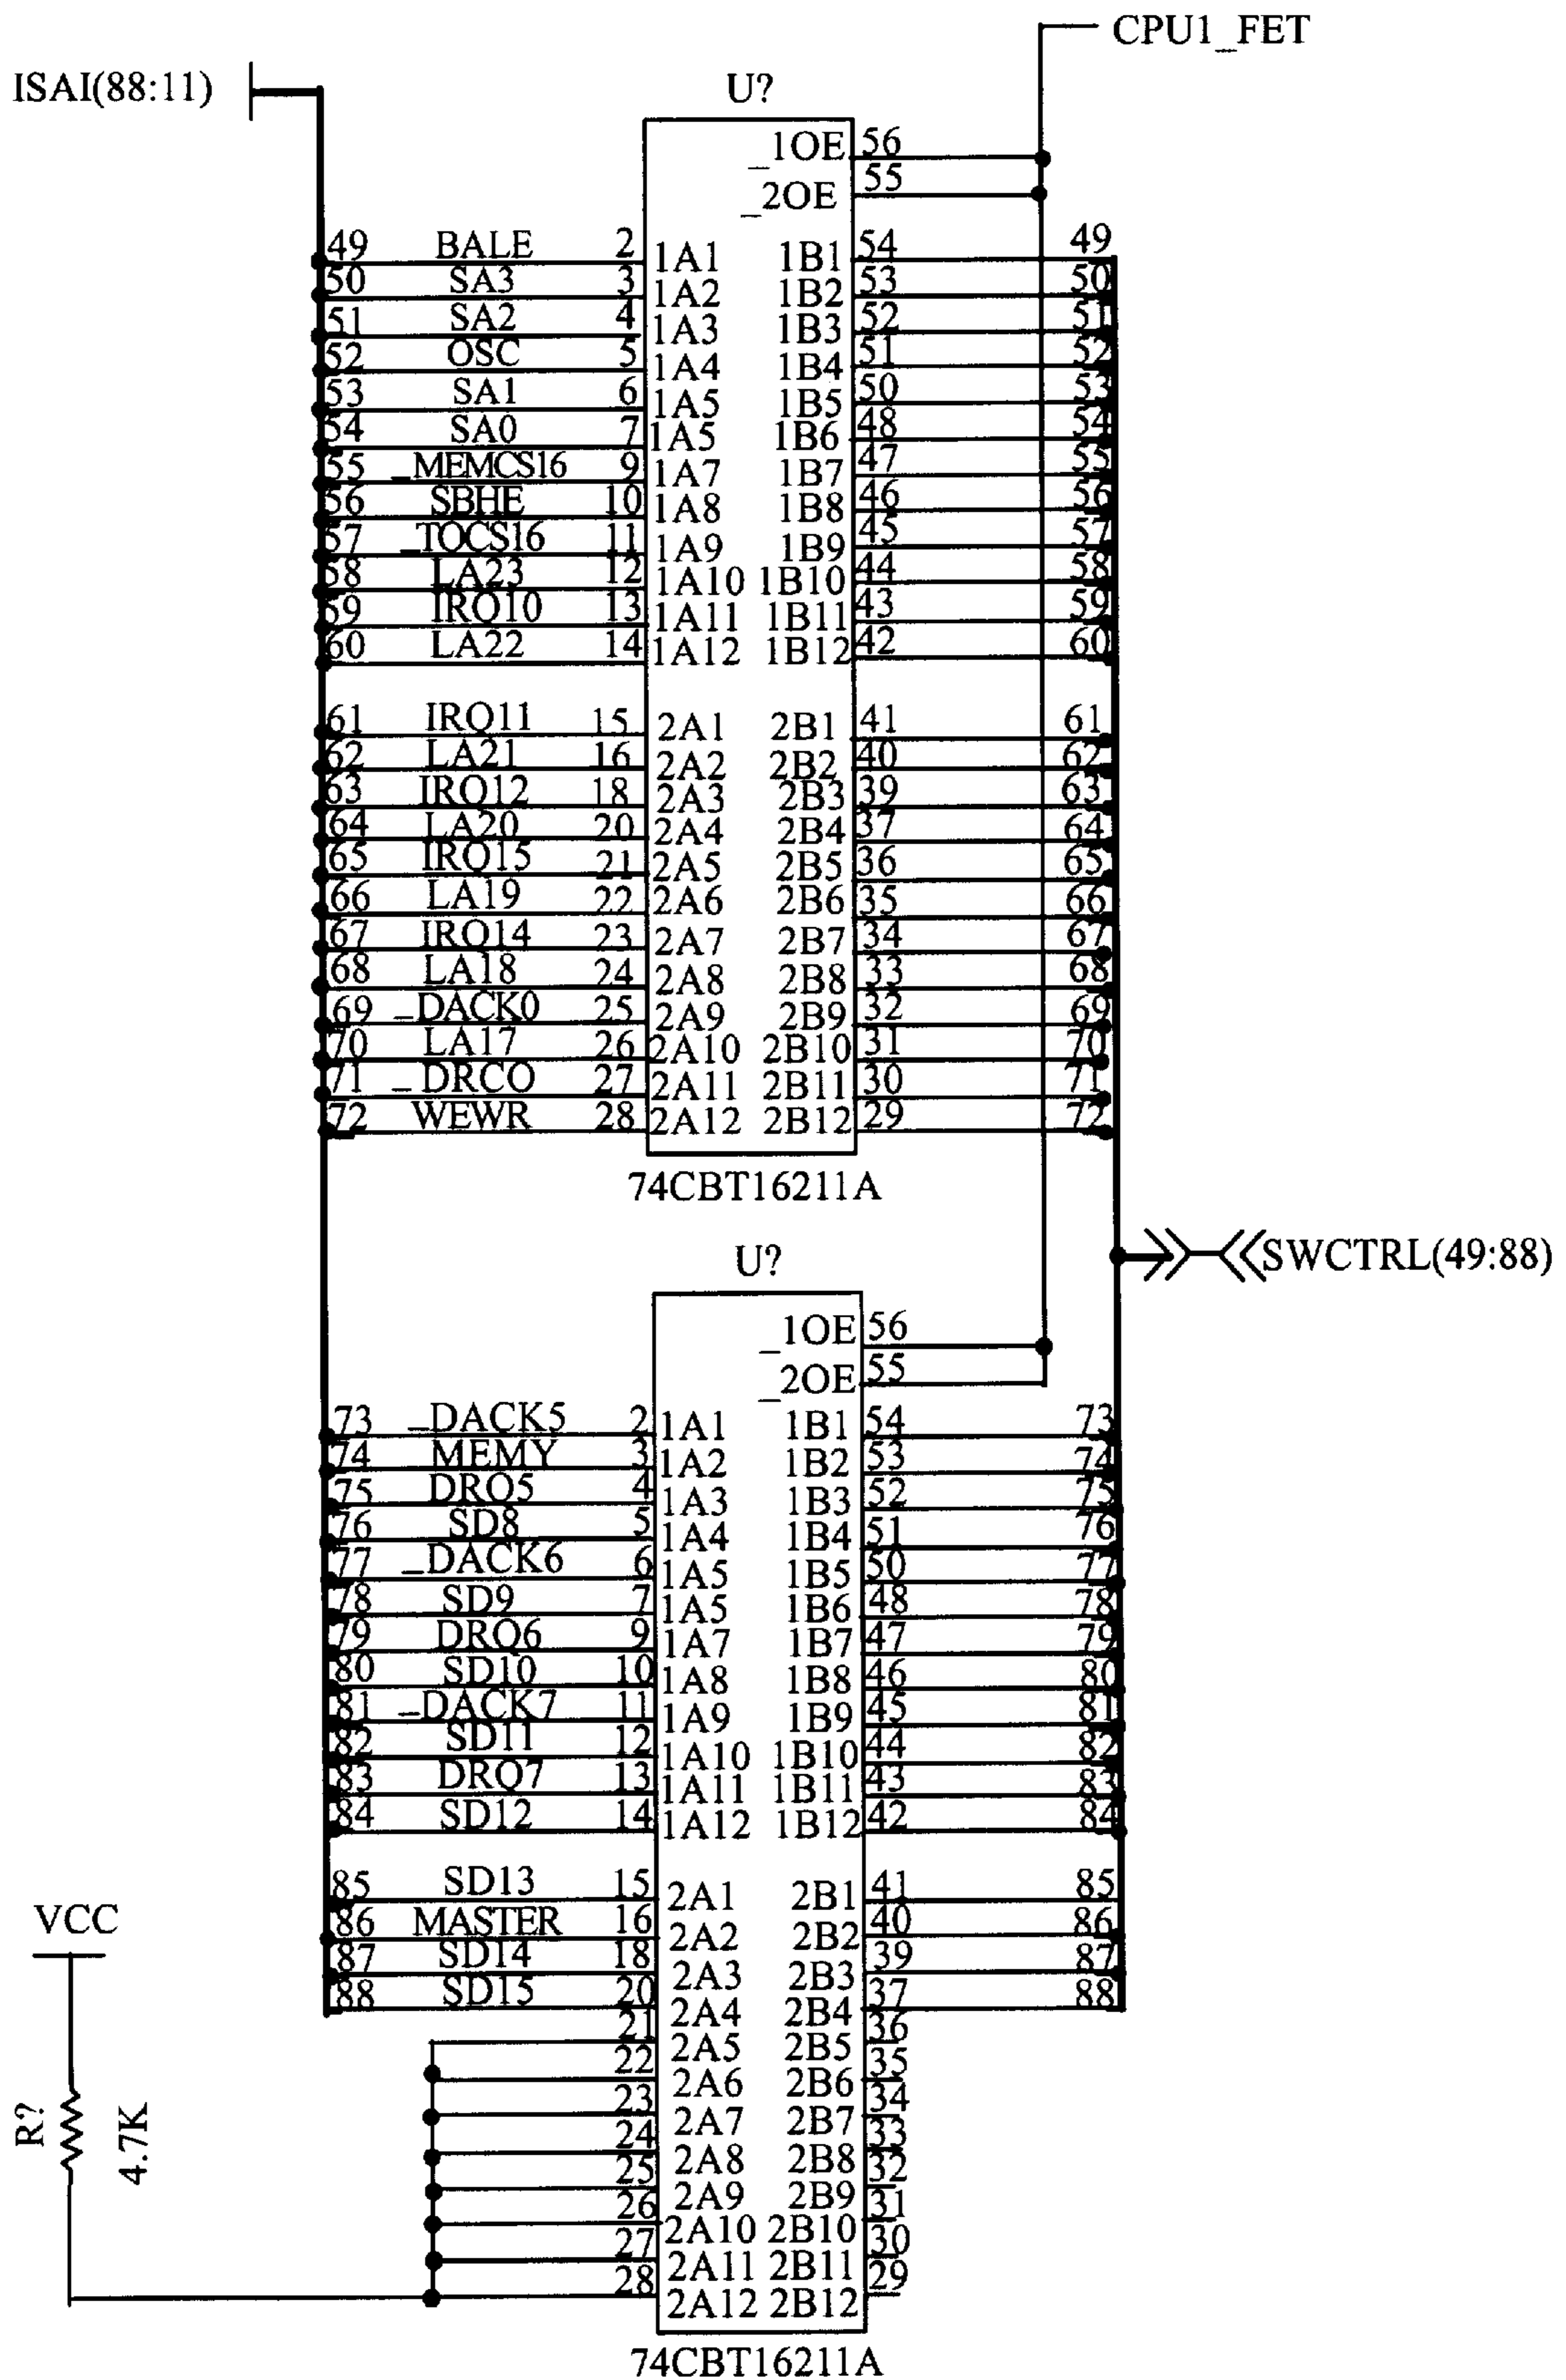 CPU1_FET
ISAI(88:11)
U?
_1OE 56
_2OE 55
49 BALE 2 1A1 1B1 54 49
50 SA3 3 1A2 1B2 53 50
51 SA2 4 1A3 1B3 52 51
52 OSC 5 1A4 1B4 51 52
53 SA1 6 1A5 1B5 50 53
54 SA0 7 1A5 1B6 48 54
55 _MEMCS16 9 1A7 1B7 47 55
56 SBHE 10 1A8 1B8 46 56
57 _TOCS16 11 1A9 1B9 45 57
58 LA23 12 1A10 1B10 44 58
59 IRQ10 13 1A11 1B11 43 59
60 LA22 14 1A12 1B12 42 60
61 IRQ11 15 2A1 2B1 41 61
62 LA21 16 2A2 2B2 40 62
63 IRQ12 18 2A3 2B3 39 63
64 LA20 20 2A4 2B4 37 64
65 IRQ15 21 2A5 2B5 36 65
66 LA19 22 2A6 2B6 35 66
67 IRQ14 23 2A7 2B7 34 67
68 LA18 24 2A8 2B8 33 68
69 _DACK0 25 2A9 2B9 32 69
70 LA17 26 2A10 2B10 31 70
71 _DRCO 27 2A11 2B11 30 71
72 WEWR 28 2A12 2B12 29 72
74CBT16211A
SWCTRL(49:88)
U?
_1OE 56
_2OE 55
73 _DACK5 2 1A1 1B1 54 73
74 MEMY 3 1A2 1B2 53 74
75 DRQ5 4 1A3 1B3 52 75
76 SD8 5 1A4 1B4 51 76
77 _DACK6 6 1A5 1B5 50 77
78 SD9 7 1A5 1B6 48 78
79 DRQ6 9 1A7 1B7 47 79
80 SD10 10 1A8 1B8 46 80
81 _DACK7 11 1A9 1B9 45 81
82 SD11 12 1A10 1B10 44 82
83 DRQ7 13 1A11 1B11 43 83
84 SD12 14 1A12 1B12 42 84
85 SD13 15 2A1 2B1 41 85
86 MASTER 16 2A2 2B2 40 86
87 SD14 18 2A3 2B3 39 87
88 SD15 20 2A4 2B4 37 88
21 2A5 2B5 36
22 2A6 2B6 35
23 2A7 2B7 34
24 2A8 2B8 33
25 2A9 2B9 32
26 2A10 2B10 31
27 2A11 2B11 30
28 2A12 2B12 29
74CBT16211A
VCC
R?
4.7K